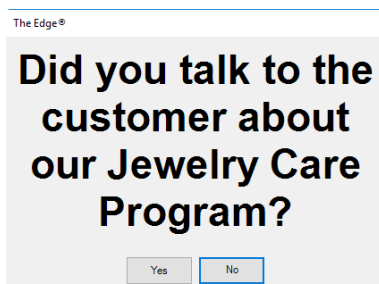 The Edge®
Did you talk to the
customer about
our Jewelry Care
Program?
Yes No